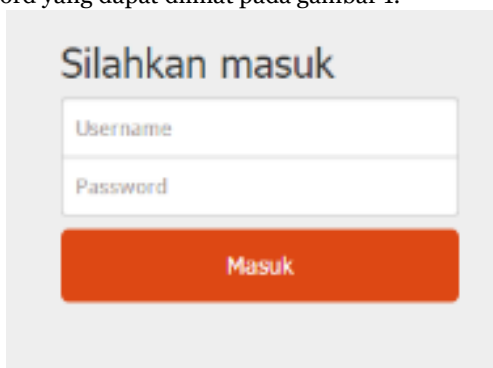 yang dapat dilihat pada gambar 1.
Silahkan masuk
Username
Password
Masuk